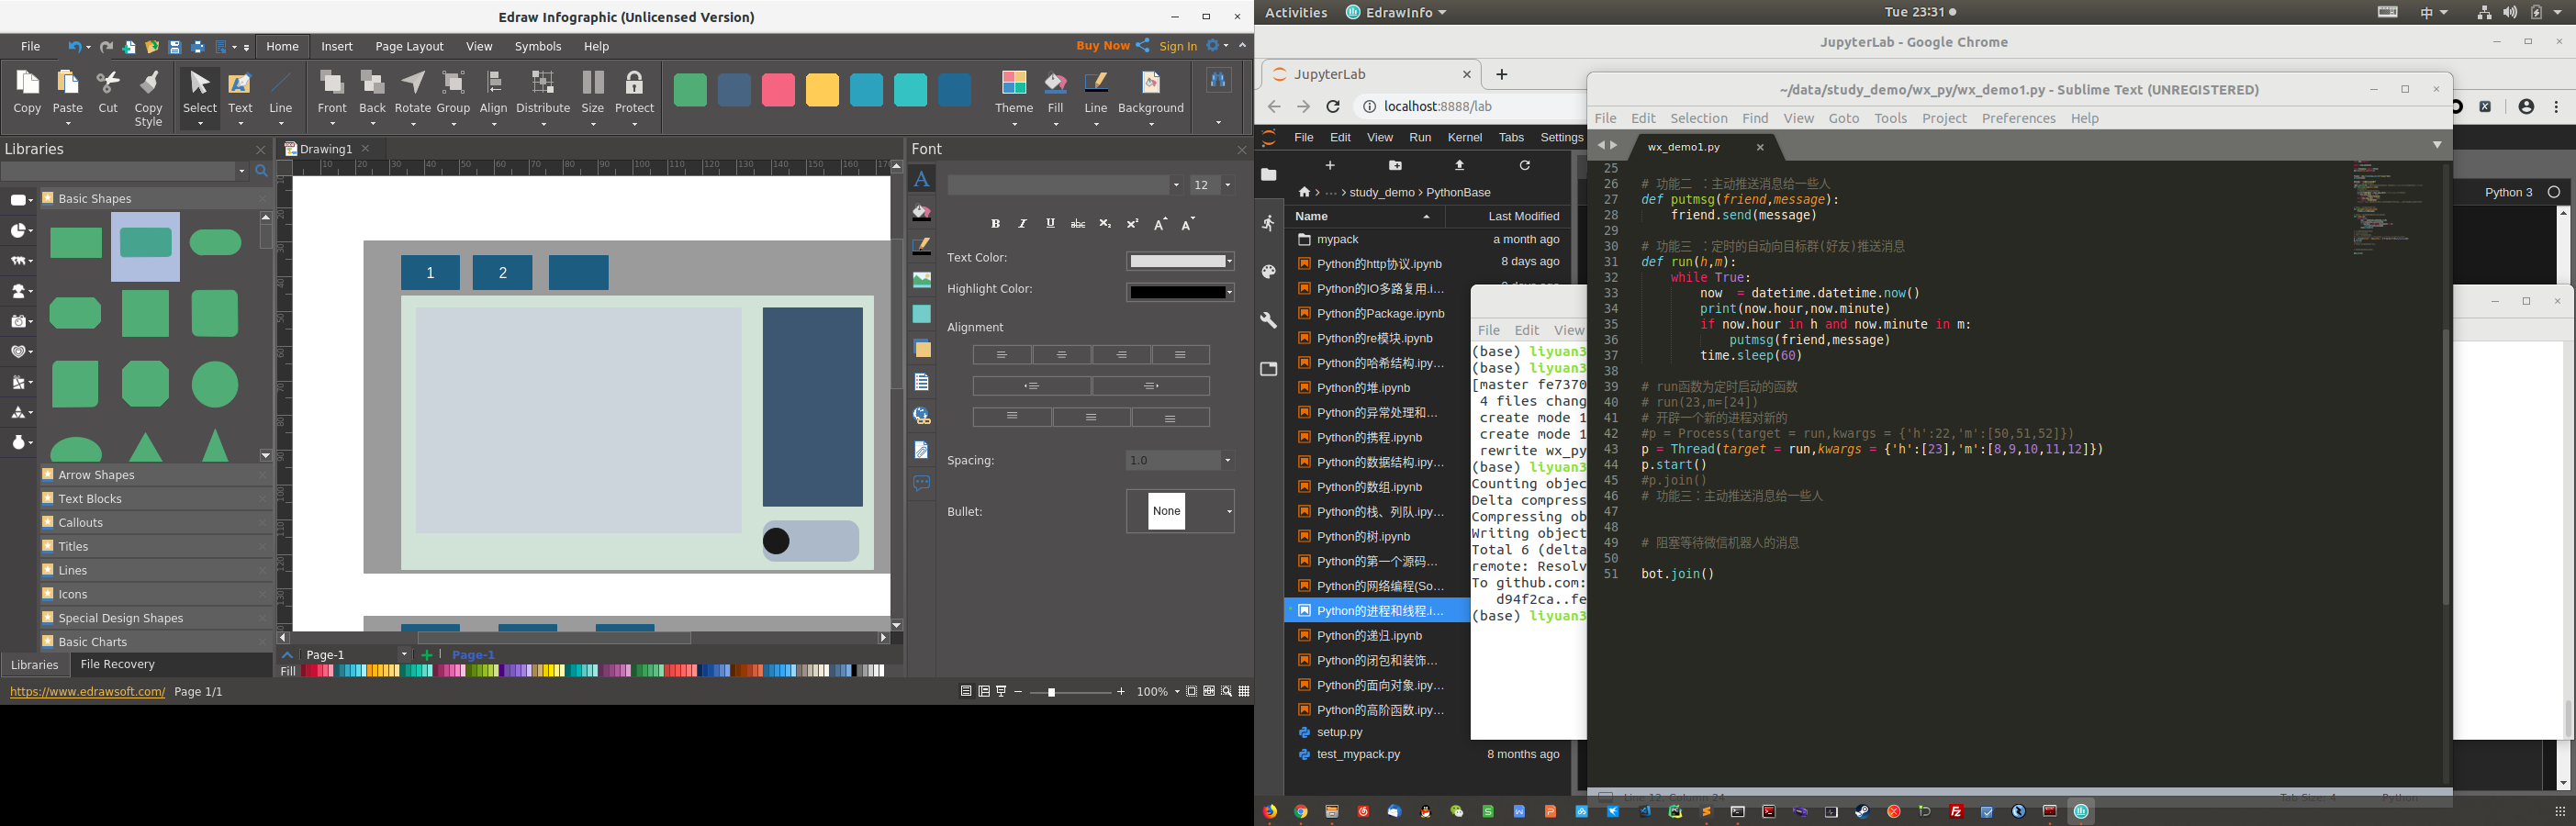 Edraw Infographic (Unlicensed Version)
File
Home
Insert
Page Layout
View
Symbols
Help
Buy Now
Sign In
Copy
Paste
Cut
Copy Style
Select
Text
Line
Front
Back
Rotate
Group
Align
Distribute
Size
Protect
Theme
Fill
Line
Background
Libraries
Drawing1
Font
Basic Shapes
12
1
2
Text Color:
Highlight Color:
Alignment
Spacing:
1.0
Bullet:
None
Arrow Shapes
Text Blocks
Callouts
Titles
Lines
Icons
Special Design Shapes
Basic Charts
Libraries
File Recovery
Page-1
Page-1
Fill
https://www.edrawsoft.com/
Page 1/1
100%
Activities
EdrawInfo
Tue 23:31
中
JupyterLab - Google Chrome
JupyterLab
localhost:8888/lab
File Edit View Run Kernel Tabs Settings
··· › study_demo › PythonBase
Python 3
Name
Last Modified
mypack
a month ago
Python的http协议.ipynb
8 days ago
Python的IO多路复用.i…
Python的Package.ipynb
Python的re模块.ipynb
Python的哈希结构.ipy…
Python的堆.ipynb
Python的异常处理和…
Python的携程.ipynb
Python的数据结构.ipy…
Python的数组.ipynb
Python的栈、列队.ipy…
Python的树.ipynb
Python的第一个源码…
Python的网络编程(So…
Python的进程和线程.i…
Python的递归.ipynb
Python的闭包和装饰…
Python的面向对象.ipy…
Python的高阶函数.ipy…
setup.py
test_mypack.py
8 months ago
File Edit View
(base) liyuan3
(base) liyuan3
[master fe7370
4 files chang
create mode 1
create mode 1
rewrite wx_py
(base) liyuan3
Counting objec
Delta compress
Compressing ob
Writing object
Total 6 (delta
remote: Resolv
To github.com:
d94f2ca..fe
(base) liyuan3
~/data/study_demo/wx_py/wx_demo1.py - Sublime Text (UNREGISTERED)
File Edit Selection Find View Goto Tools Project Preferences Help
wx_demo1.py
25
26 # 功能二 : 主动推送消息给一些人
27 def putmsg(friend,message):
28 friend.send(message)
29
30 # 功能三 : 定时的自动向目标群(好友)推送消息
31 def run(h,m):
32 while True:
33 now  = datetime.datetime.now()
34 print(now.hour,now.minute)
35 if now.hour in h and now.minute in m:
36 putmsg(friend,message)
37 time.sleep(60)
38
39 # run函数为定时启动的函数
40 # run(23,m=[24])
41 # 开辟一个新的进程对新的
42 #p = Process(target = run,kwargs = {'h':22,'m':[50,51,52]})
43 p = Thread(target = run,kwargs = {'h':[23],'m':[8,9,10,11,12]})
44 p.start()
45 #p.join()
46 # 功能三：主动推送消息给一些人
47
48
49 # 阻塞等待微信机器人的消息
50
51 bot.join()
Line 12, Column 24
Tab Size: 4
Python